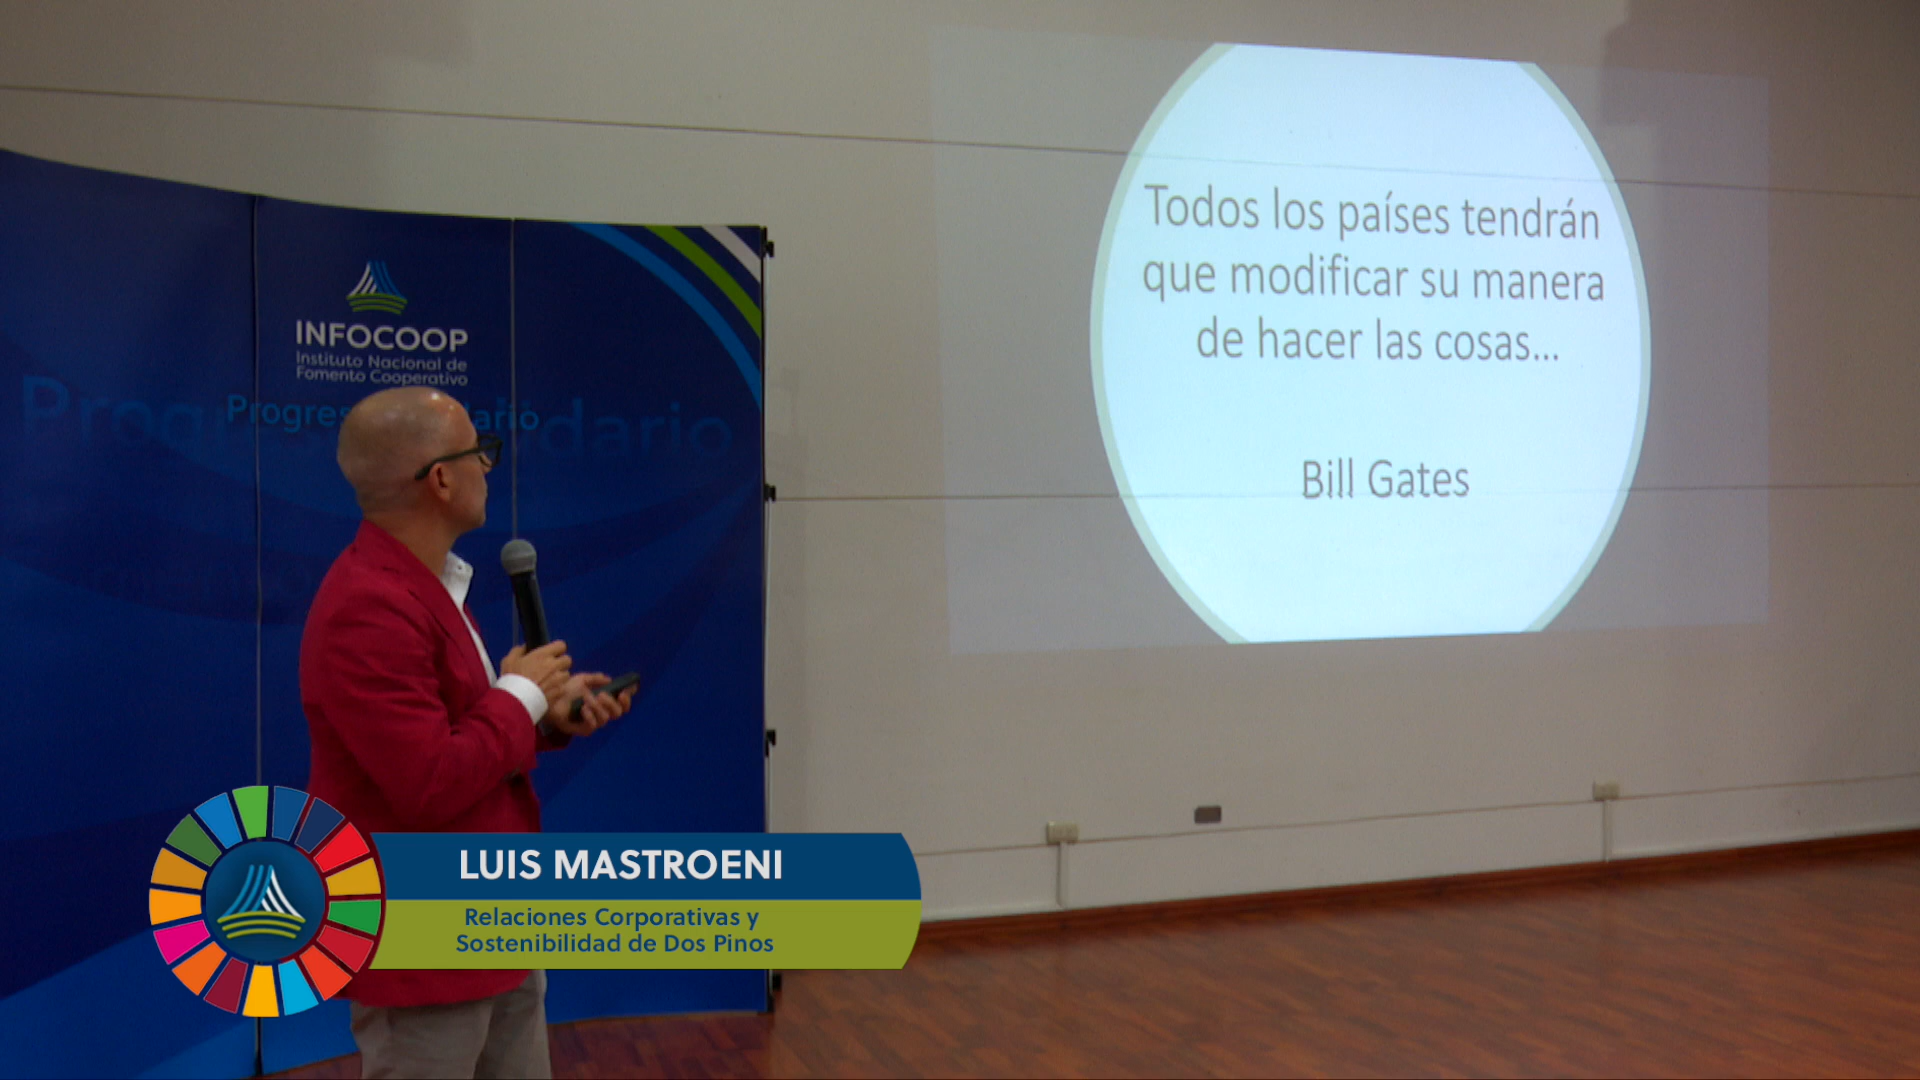 Todos los países tendrán
que modificar su manera
de hacer las cosas...
Bill Gates
INFOCOOP
Instituto Nacional de
Fomento Cooperativo
LUIS MASTROENI
Relaciones Corporativas y
Sostenibilidad de Dos Pinos